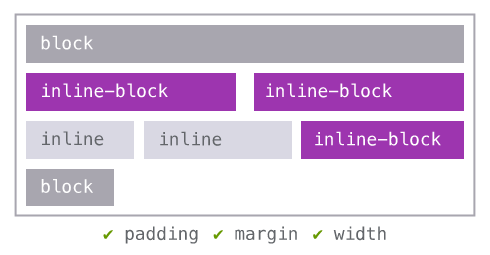 block
inline-block inline-block
inline inline inline-block
block
✔ padding ✔ margin ✔ width